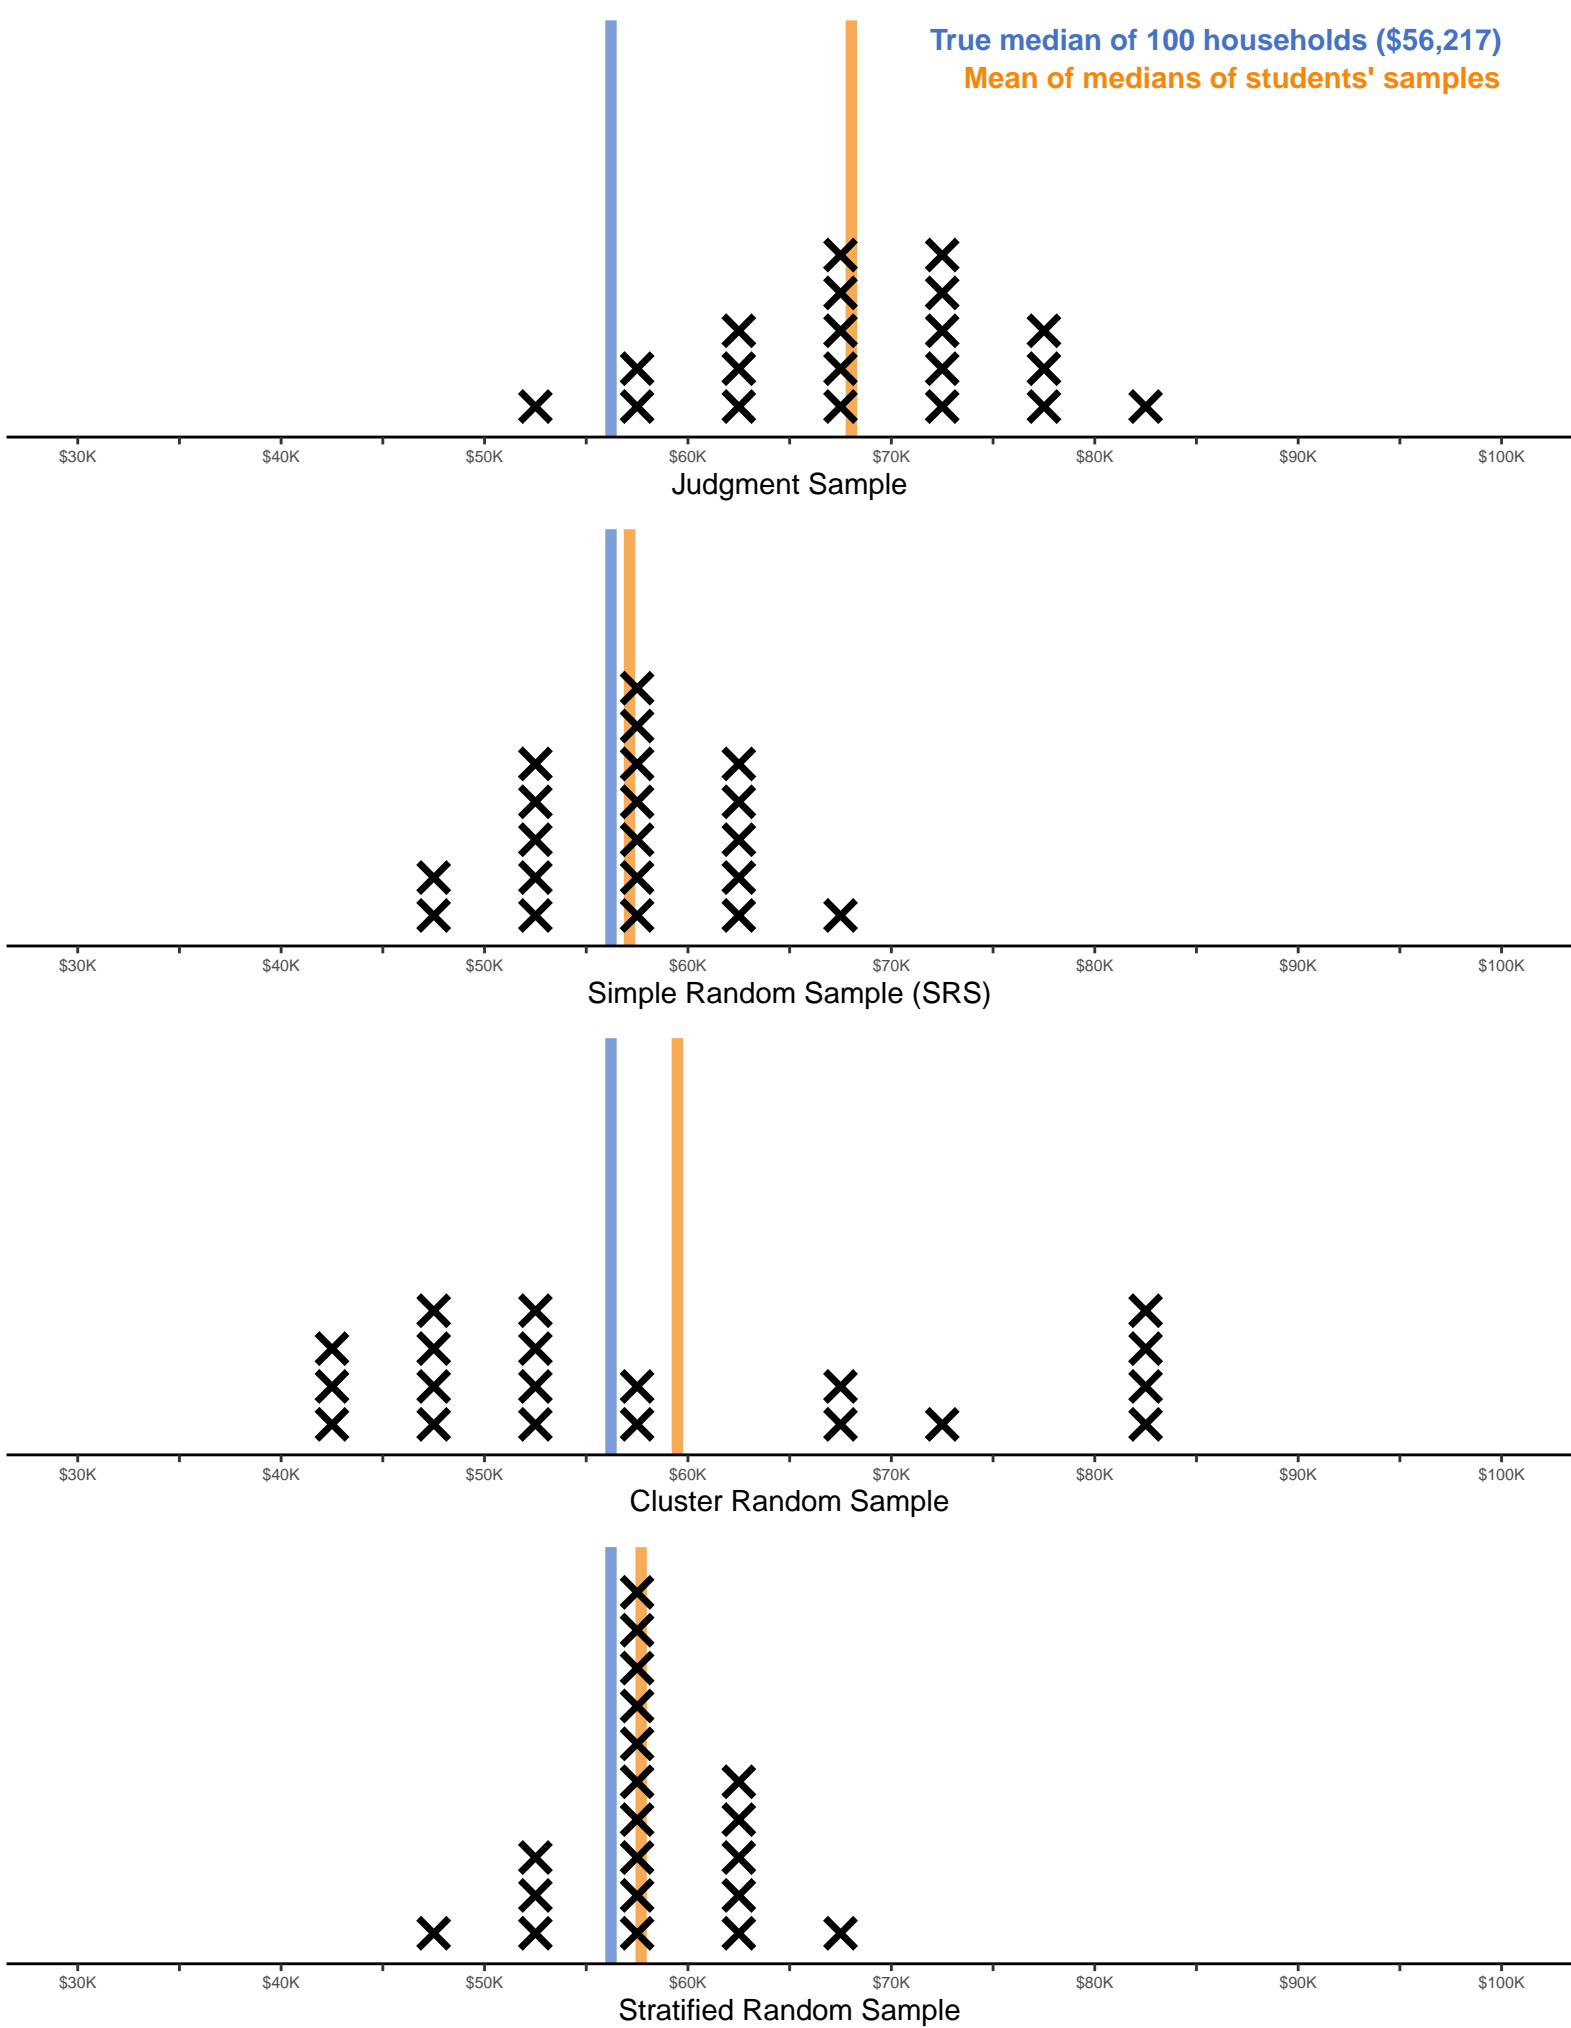 True median of 100 households ($56,217)
Mean of medians of students' samples
$30K $40K $50K $60K $70K $80K $90K $100K
Judgment Sample
$30K $40K $50K $60K $70K $80K $90K $100K
Simple Random Sample (SRS)
$30K $40K $50K $60K $70K $80K $90K $100K
Cluster Random Sample
$30K $40K $50K $60K $70K $80K $90K $100K
Stratified Random Sample